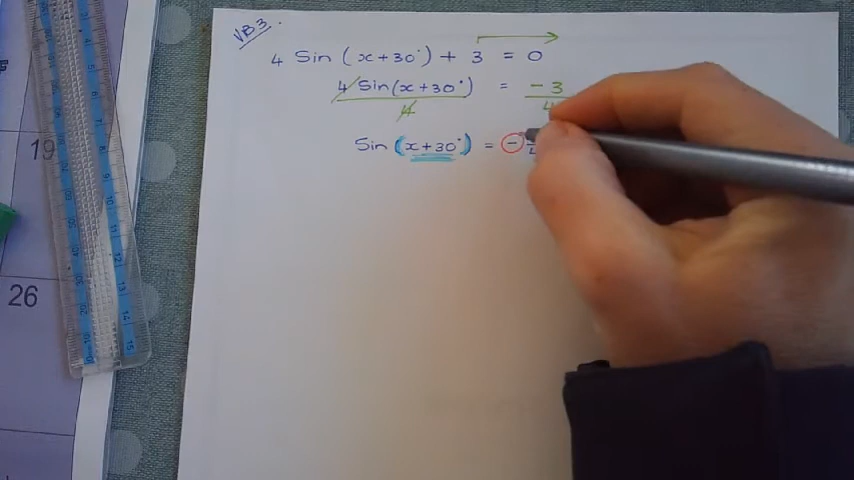 VB3.
4 Sin (x+30°) + 3 = 0
4 Sin(x+30°) = -3
4 4
Sin (x+30°) = -
19
26